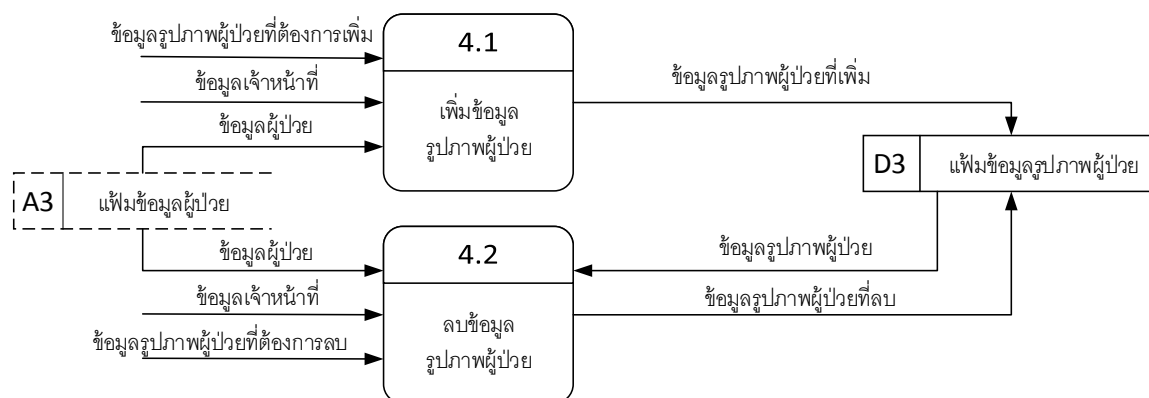 ข้อมูลรูปภาพผู้ป่วยที่ต้องการเพิ่ม
4.1
ข้อมูลเจ้าหน้าที่
ข้อมูลรูปภาพผู้ป่วยที่เพิ่ม
เพิ่มข้อมูล
รูปภาพผู้ป่วย
ข้อมูลผู้ป่วย
D3
แฟ้มข้อมูลรูปภาพผู้ป่วย
A3
แฟ้มข้อมูลผู้ป่วย
ข้อมูลผู้ป่วย
4.2
ข้อมูลรูปภาพผู้ป่วย
ข้อมูลเจ้าหน้าที่
ข้อมูลรูปภาพผู้ป่วยที่ลบ
ลบข้อมูล
รูปภาพผู้ป่วย
ข้อมูลรูปภาพผู้ป่วยที่ต้องการลบ